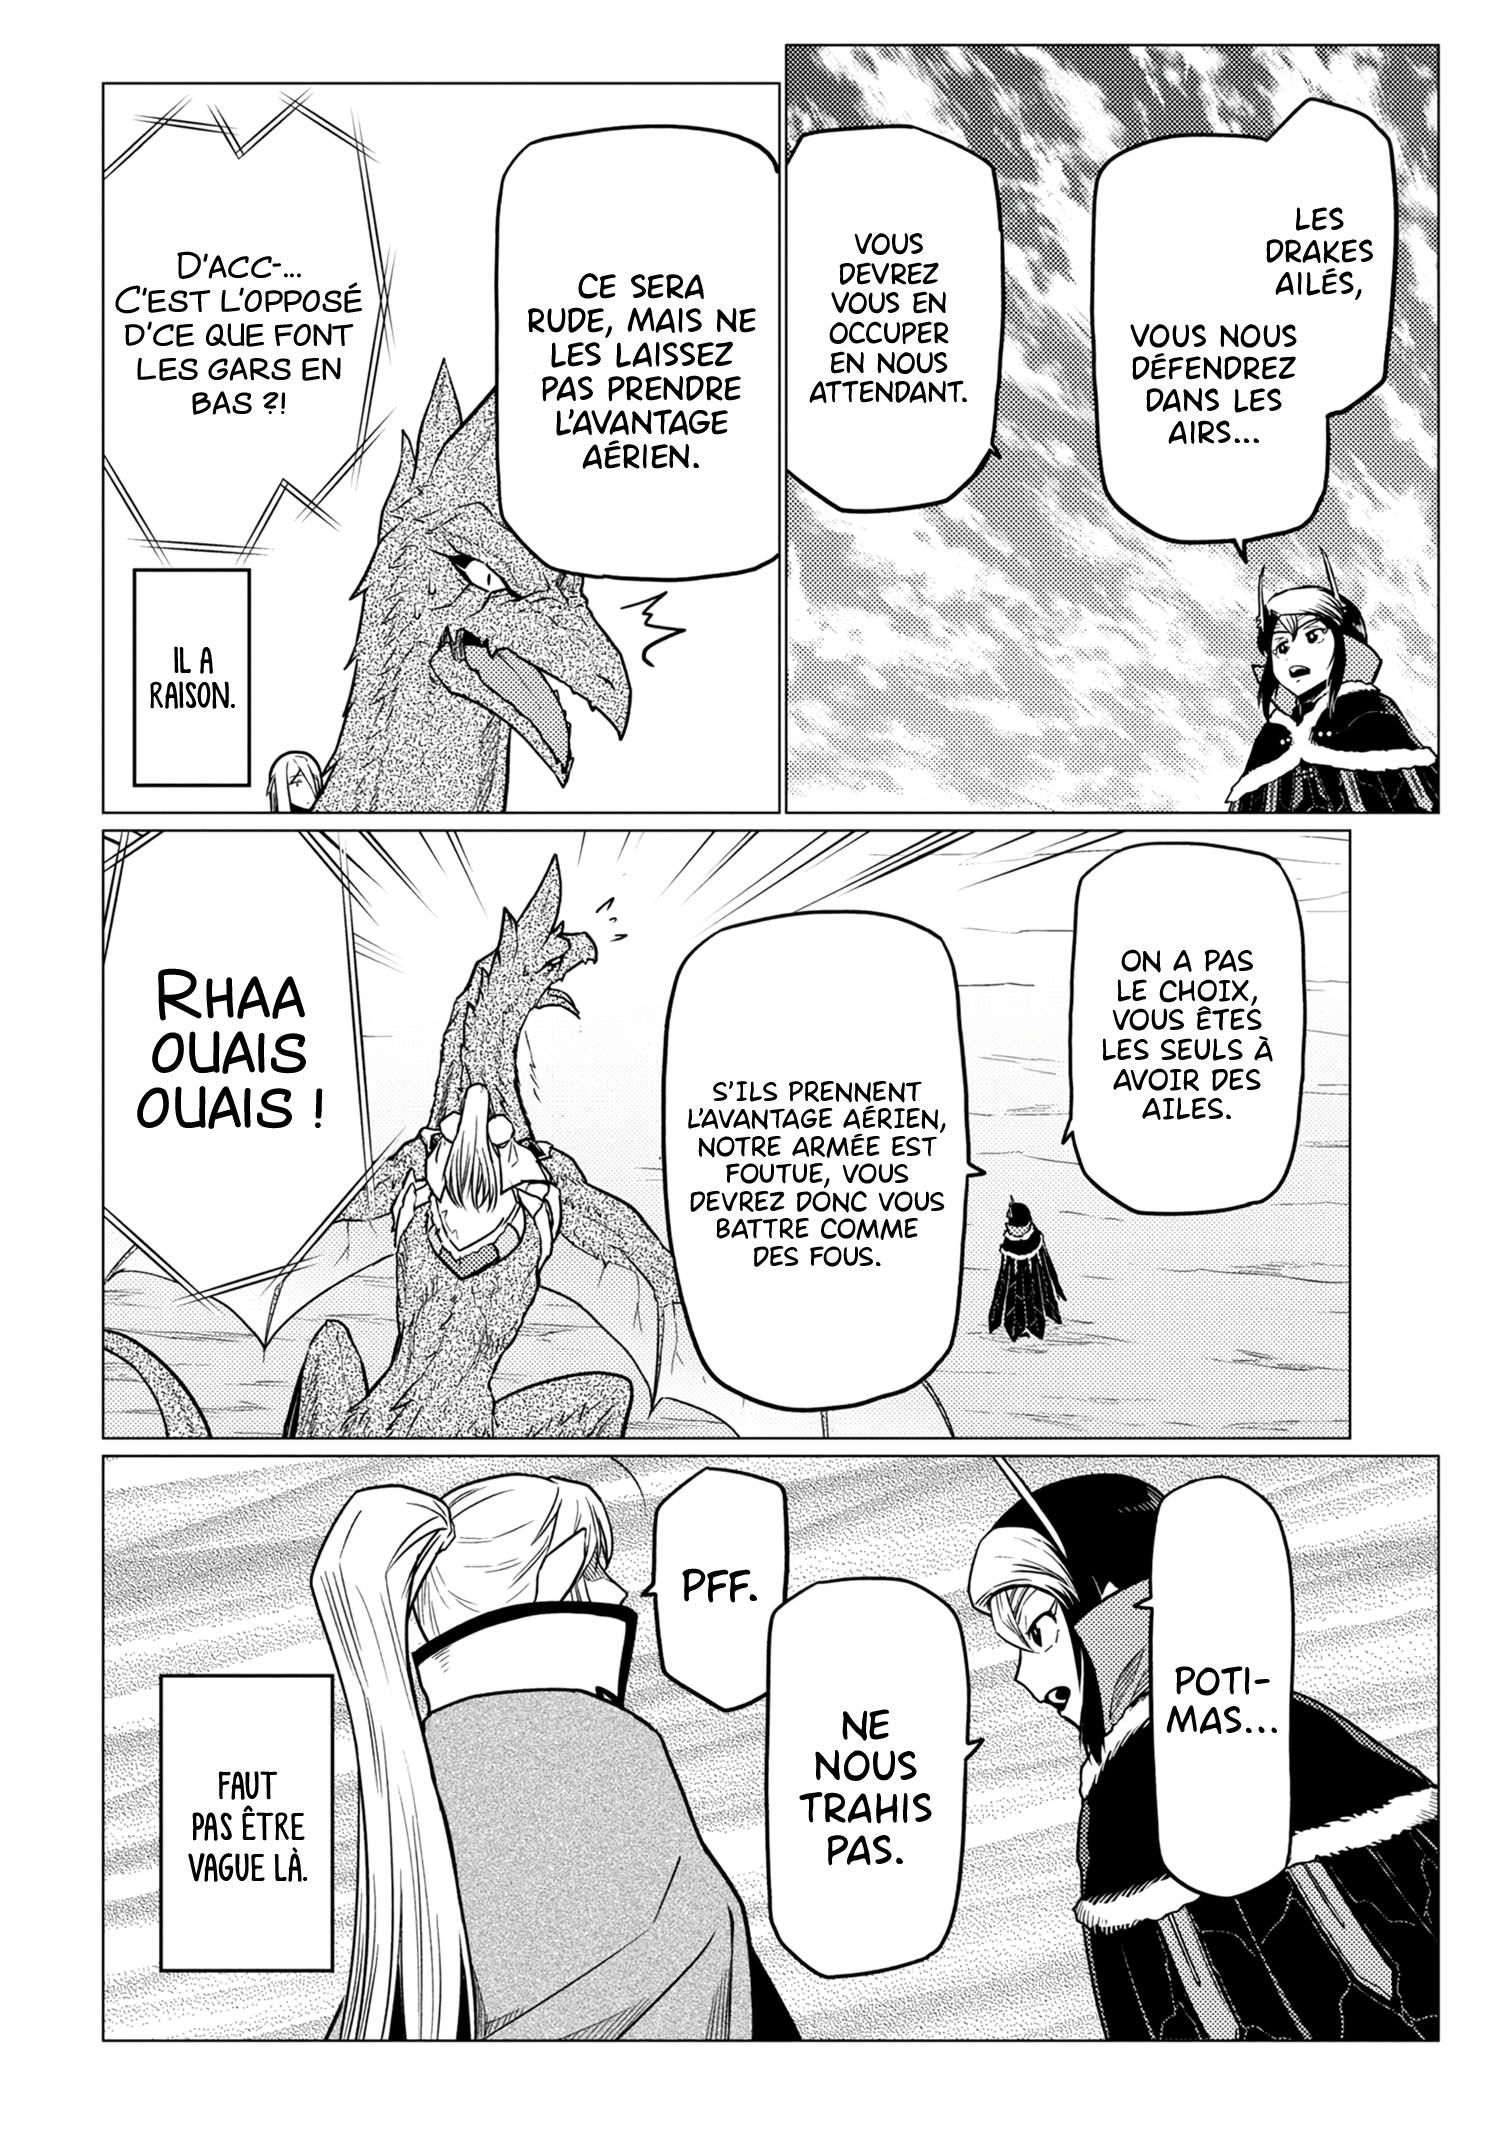 LES
DRAKES
AILÉS,
VOUS NOUS
DÉFENDREZ
DANS LES
AIRS...
VOUS
DEVREZ
VOUS EN
OCCUPER
EN NOUS
ATTENDANT.
CE SERA
RUDE, MAIS NE
LES LAISSEZ
PAS PRENDRE
L'AVANTAGE
AÉRIEN.
D'ACC-...
C'EST L'OPPOSÉ
D'CE QUE FONT
LES GARS EN
BAS ?!
IL A
RAISON.
ON A PAS
LE CHOIX,
VOUS ÊTES
LES SEULS À
AVOIR DES
AILES.
S'ILS PRENNENT
L'AVANTAGE AÉRIEN,
NOTRE ARMÉE EST
FOUTUE, VOUS
DEVREZ DONC VOUS
BATTRE COMME
DES FOUS.
RHAA
OUAIS
OUAIS !
POTI-
MAS...
NE
NOUS
TRAHIS
PAS.
PFF.
FAUT
PAS ÊTRE
VAGUE LÀ.